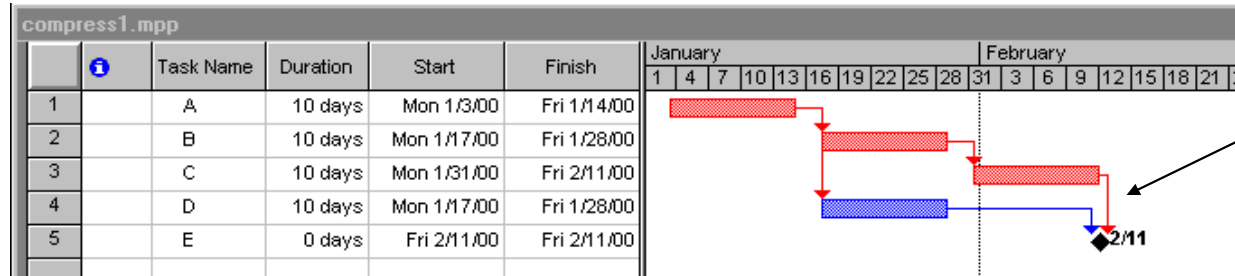 compress1.mpp
Task Name Duration Start Finish January February
1 4 7 10 13 16 19 22 25 28 31 3 6 9 12 15 18 21
1 A 10 days Mon 1/3/00 Fri 1/14/00
2 B 10 days Mon 1/17/00 Fri 1/28/00
3 C 10 days Mon 1/31/00 Fri 2/11/00
4 D 10 days Mon 1/17/00 Fri 1/28/00
5 E 0 days Fri 2/11/00 Fri 2/11/00 2/11